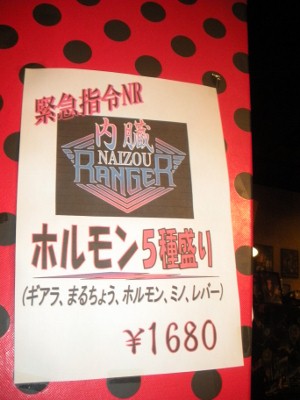 緊急指令NR
内臓
NAIZOU
RANGER
ホルモン5種盛り
(ギアラ、まるちょう、ホルモン、ミノ、レバー)
¥1680